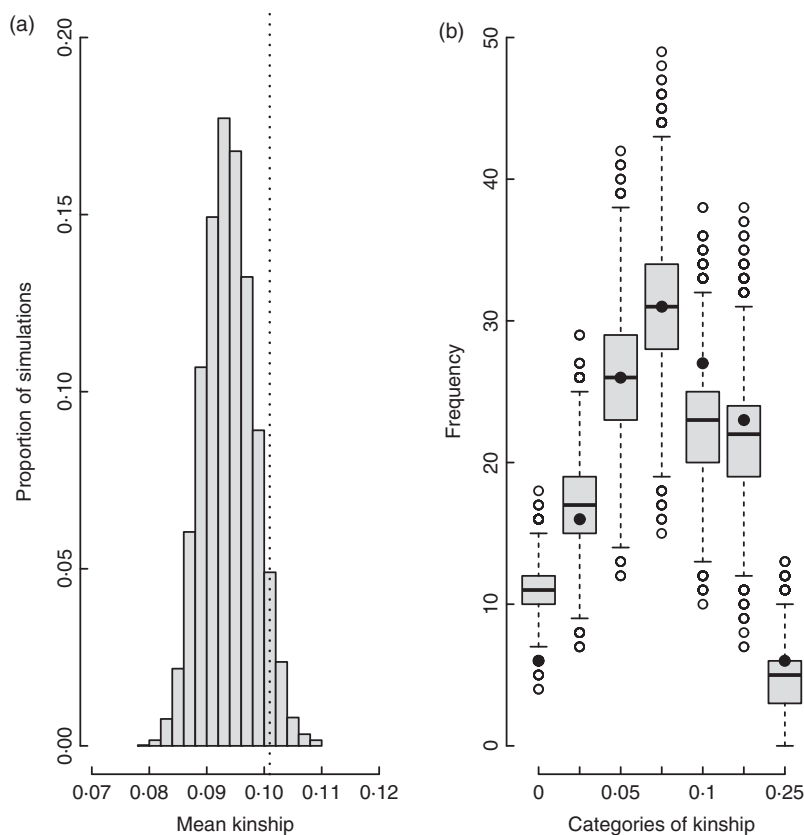 (a)
0·20
0·15
0·10
0·05
0·00
Proportion of simulations
0·07 0·08 0·09 0·10 0·11 0·12
Mean kinship
(b)
50
40
30
20
10
0
Frequency
0 0·05 0·1 0·25
Categories of kinship